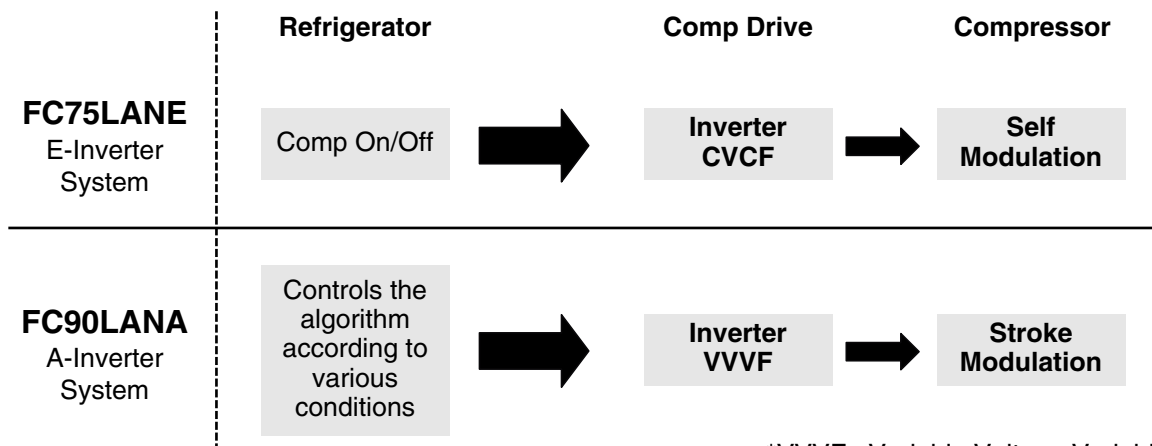 Refrigerator Comp Drive Compressor
FC75LANE
E-Inverter
System
Comp On/Off
Inverter
CVCF
Self
Modulation
FC90LANA
A-Inverter
System
Controls the
algorithm
according to
various
conditions
Inverter
VVVF
Stroke
Modulation